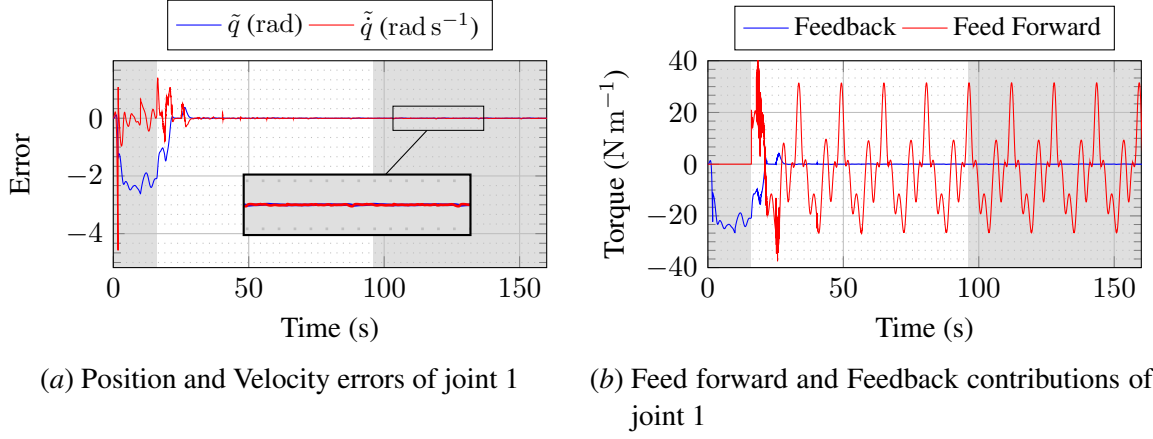 q̃ (rad) q̃̇ (rad s⁻¹)
Error
0
−2
−4
0 50 100 150
Time (s)
(a) Position and Velocity errors of joint 1
Feedback Feed Forward
Torque (N m⁻¹)
40
20
0
−20
−40
0 50 100 150
Time (s)
(b) Feed forward and Feedback contributions of
joint 1